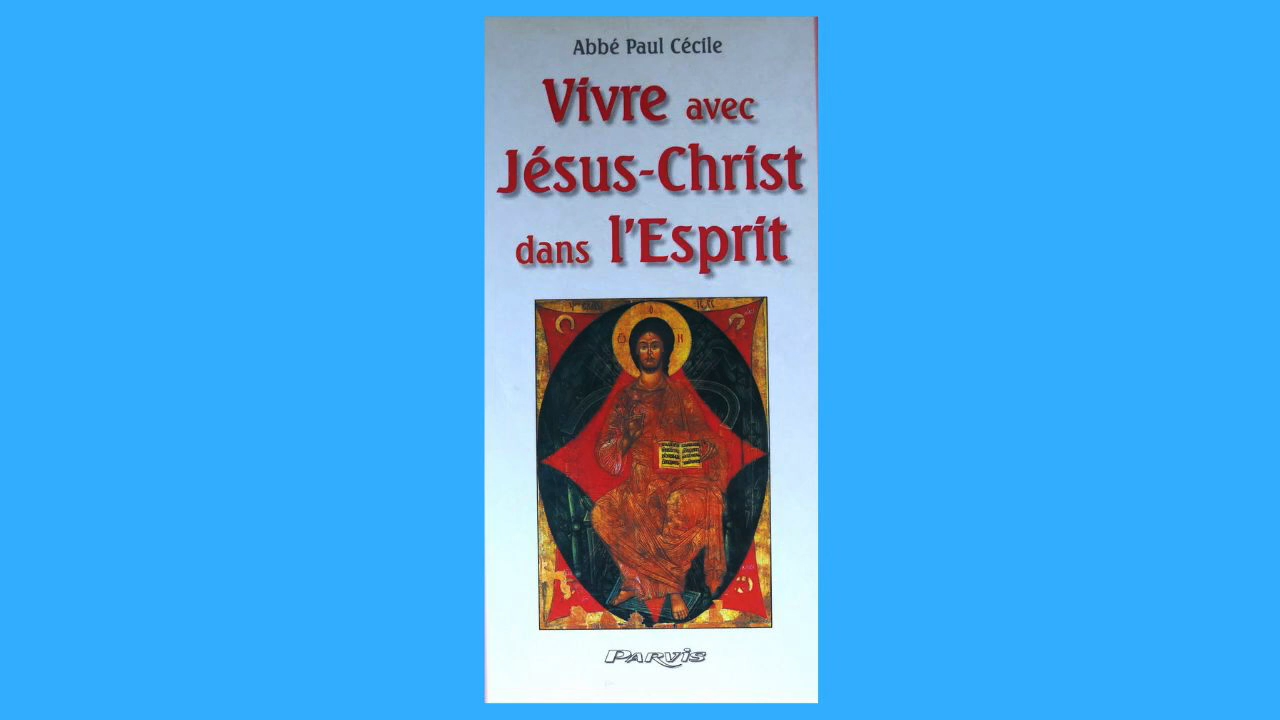 Abbé Paul Cécile
Vivre avec
Jésus-Christ
dans l'Esprit
PARVIS